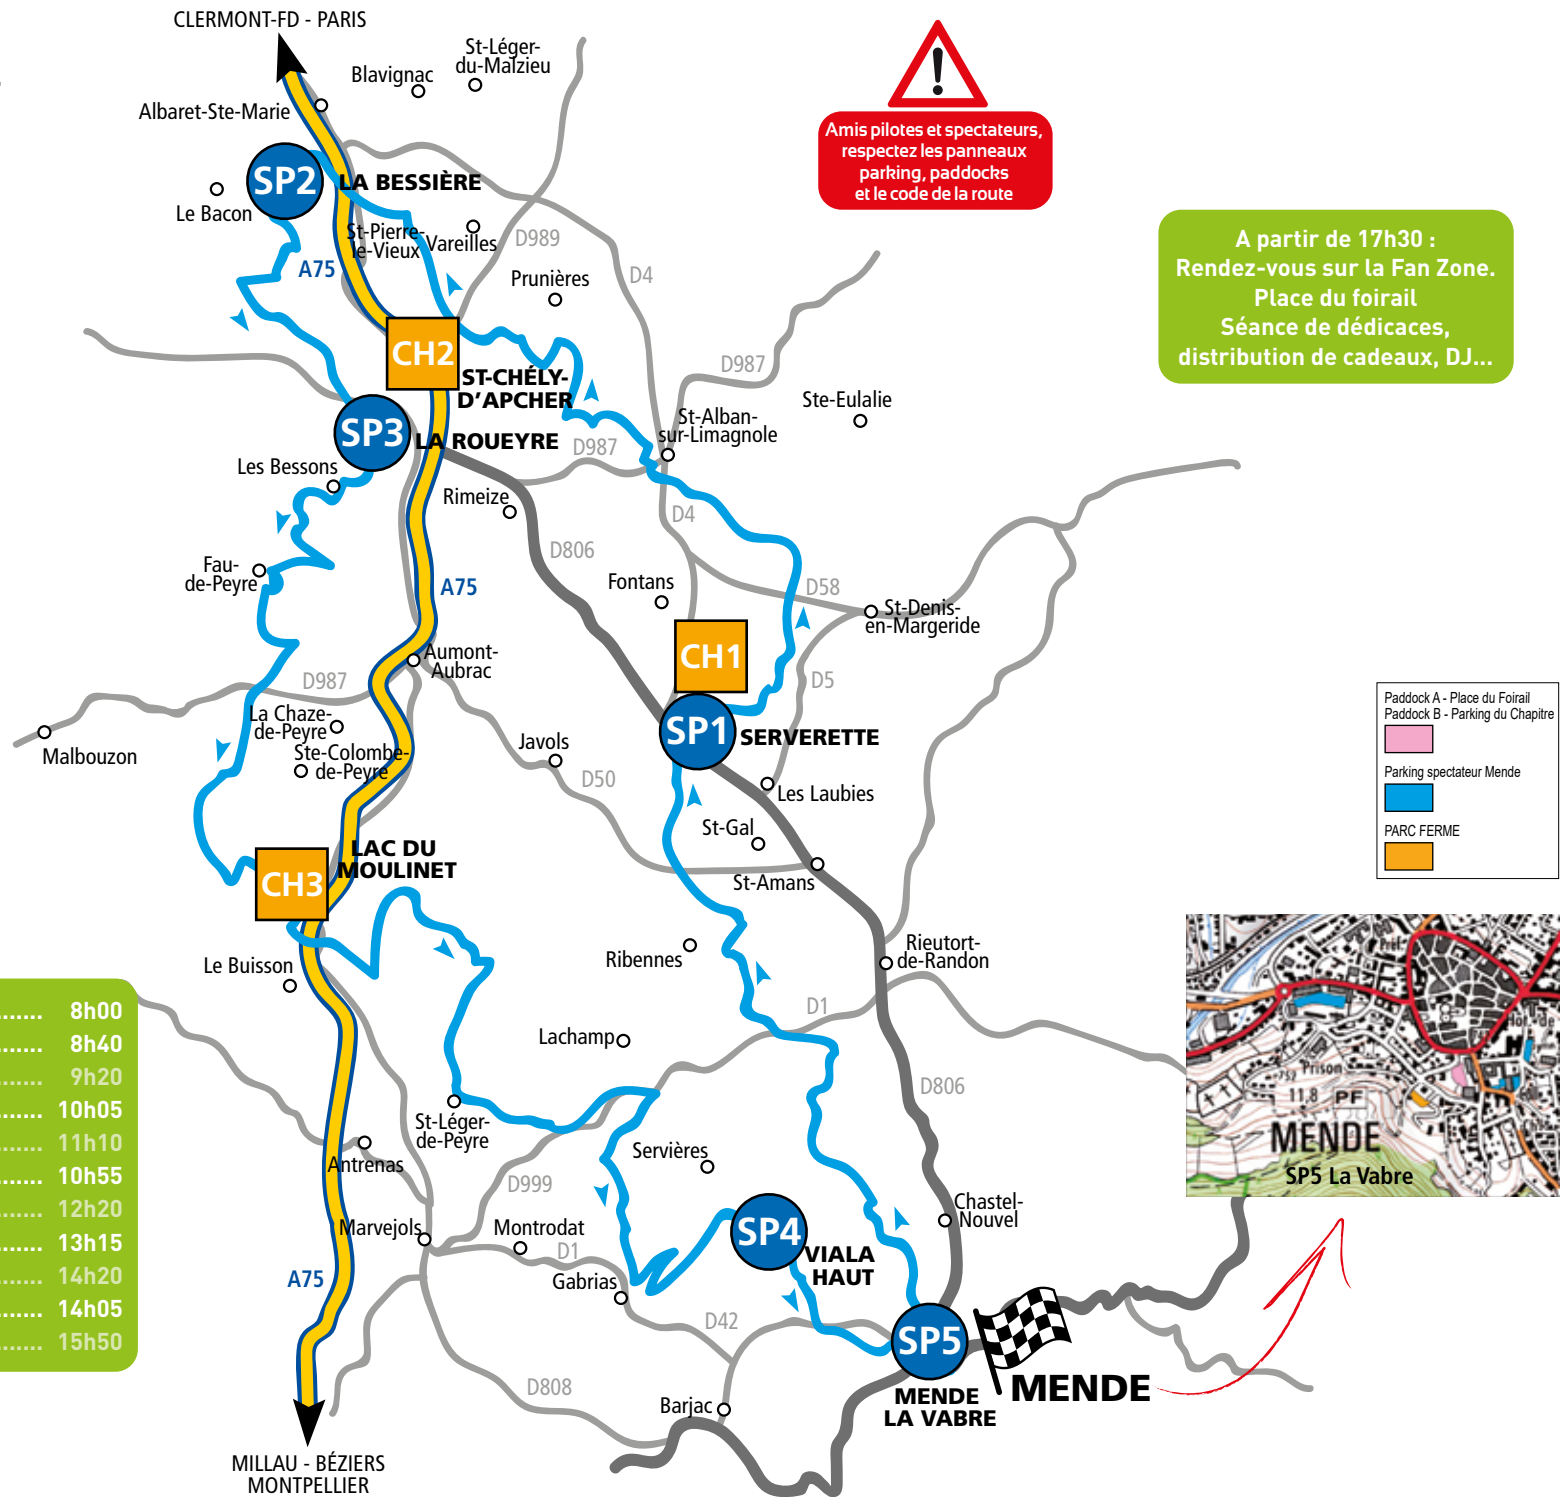 CLERMONT-FD - PARIS
St-Léger-
du-Malzieu
Blavignac
Albaret-Ste-Marie
SP2
LA BESSIÈRE
Le Bacon
St-Pierre-
le-Vieux
Vareilles
D989
A75
Prunières
D4
CH2
ST-CHÉLY-
D'APCHER
D987
Ste-Eulalie
St-Alban-
sur-Limagnole
SP3
LA ROUEYRE
D987
Les Bessons
Rimeize
D4
D806
Fau-
de-Peyre
A75
Fontans
D58
St-Denis-
en-Margeride
CH1
Aumont-
Aubrac
D987
D5
La Chaze-
de-Peyre
SP1
SERVERETTE
Malbouzon
Ste-Colombe-
de-Peyre
Javols
D50
Les Laubies
St-Gal
LAC DU
MOULINET
CH3
St-Amans
Le Buisson
Ribennes
Rieutort-
de-Randon
D1
Lachamp
D806
St-Léger-
de-Peyre
Antrenas
Servières
D999
Chastel-
Nouvel
Marvejols
Montrodat
D1
SP4
VIALA
HAUT
A75
Gabrias
D42
SP5
MENDE
D808
Barjac
MENDE
LA VABRE
MILLAU - BÉZIERS
MONTPELLIER
Amis pilotes et spectateurs,
respectez les panneaux
parking, paddocks
et le code de la route
A partir de 17h30 :
Rendez-vous sur la Fan Zone.
Place du foirail
Séance de dédicaces,
distribution de cadeaux, DJ...
Paddock A - Place du Foirail
Paddock B - Parking du Chapitre
Parking spectateur Mende
PARC FERME
Préf.
Prison
752
11,8
PF
MENDE
SP5 La Vabre
....... 8h00
....... 8h40
....... 9h20
....... 10h05
....... 11h10
....... 10h55
....... 12h20
....... 13h15
....... 14h20
....... 14h05
....... 15h50